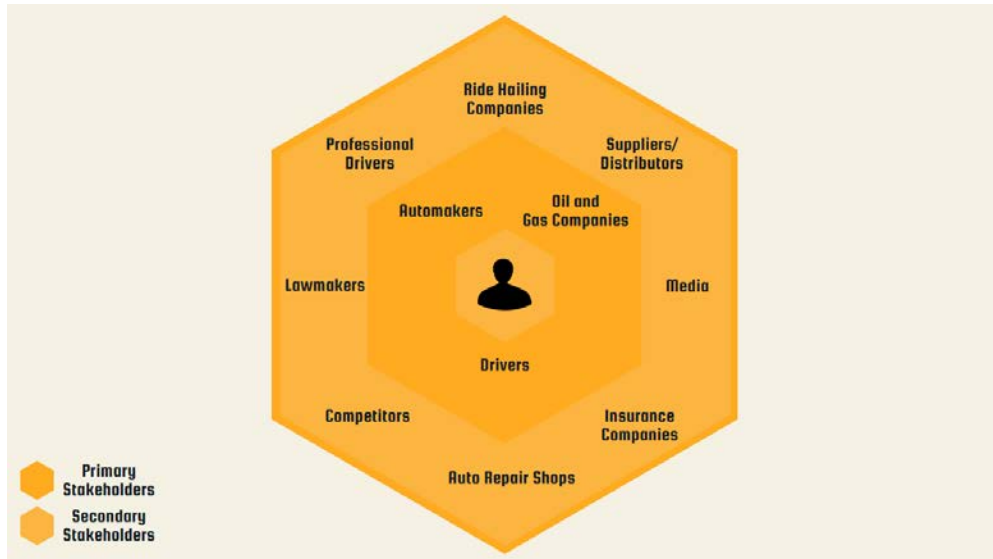 Ride Hailing
Companies
Professional
Drivers
Suppliers/
Distributors
Automakers
Oil and
Gas Companies
Lawmakers
Media
Drivers
Competitors
Insurance
Companies
Auto Repair Shops
Primary
Stakeholders
Secondary
Stakeholders